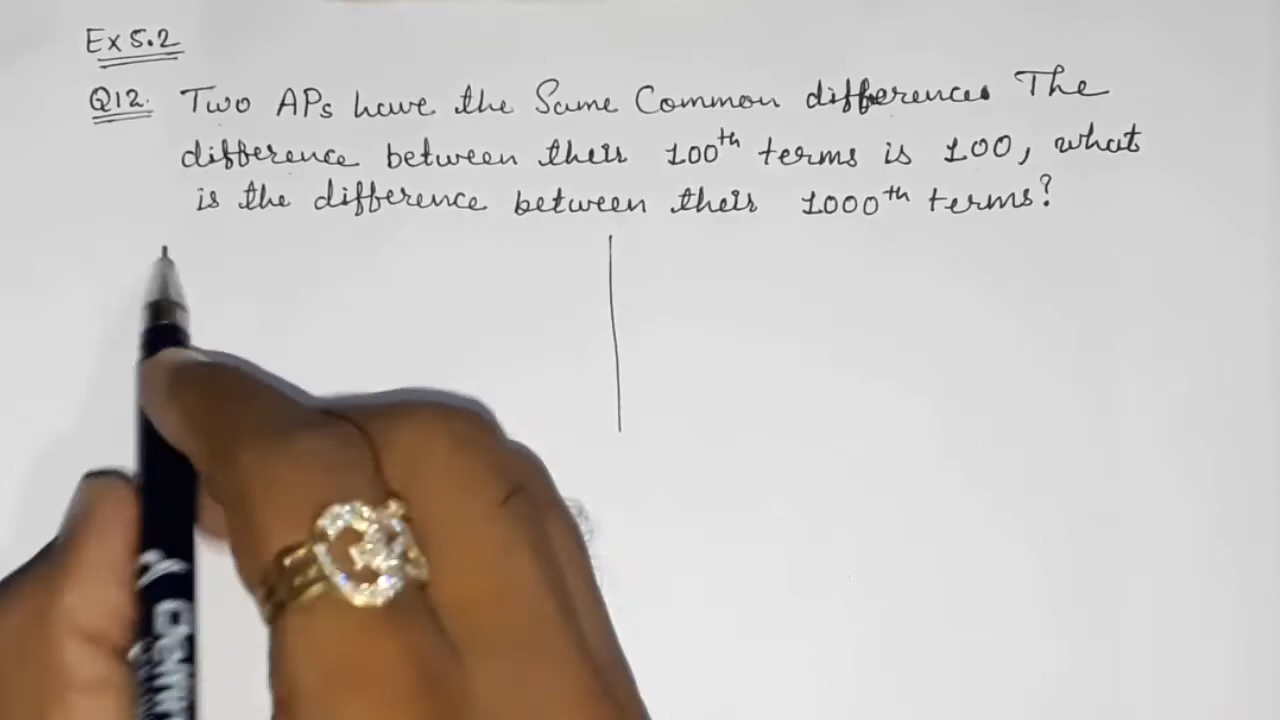 Ex 5.2
Q12. Two APs have the Same Common difference. The
difference between their 100th terms is 100, what
is the difference between their 1000th terms?